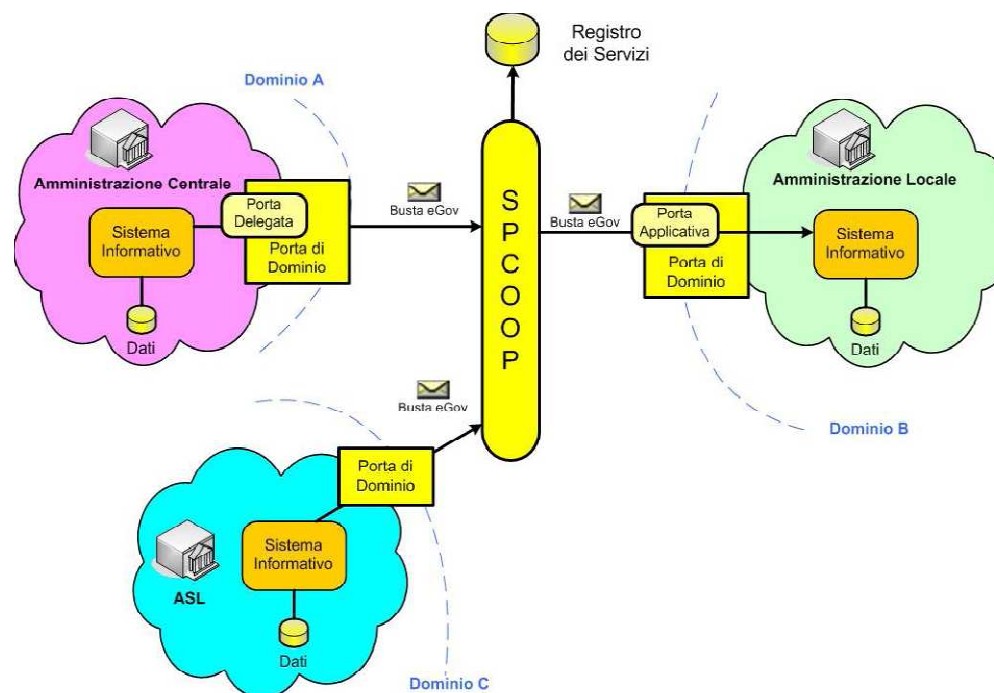 Registro
dei Servizi
Dominio A
Amministrazione Centrale
Porta
Delegata
Porta di
Dominio
Sistema
Informativo
Dati
Busta eGov
SPCOOP
Busta eGov
Amministrazione Locale
Porta
Applicativa
Porta di
Dominio
Sistema
Informativo
Dati
Dominio B
Busta eGov
Porta di
Dominio
Sistema
Informativo
ASL
Dati
Dominio C